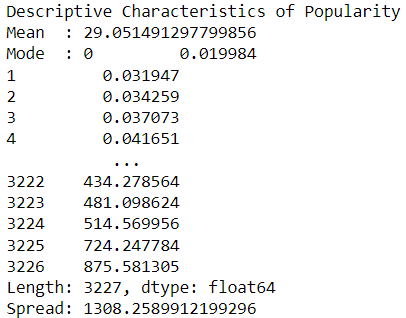 Descriptive Characteristics of Popularity
Mean  : 29.051491297799856
Mode  : 0        0.019984
1         0.031947
2         0.034259
3         0.037073
4         0.041651
           ...
3222    434.278564
3223    481.098624
3224    514.569956
3225    724.247784
3226    875.581305
Length: 3227, dtype: float64
Spread: 1308.2589912199296